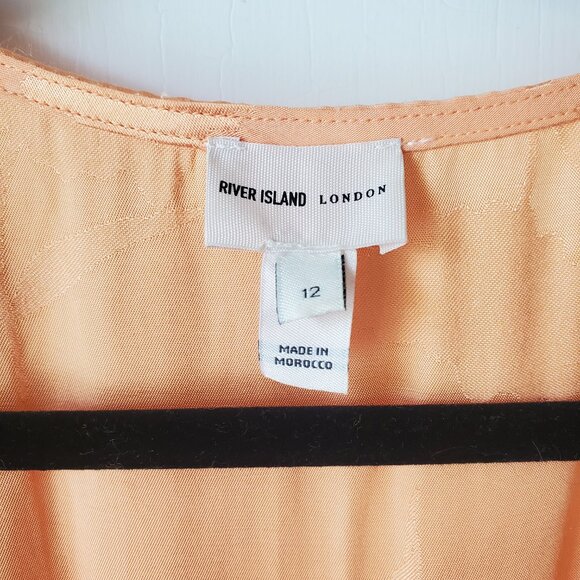 RIVER ISLAND LONDON
12
MADE IN
MOROCCO